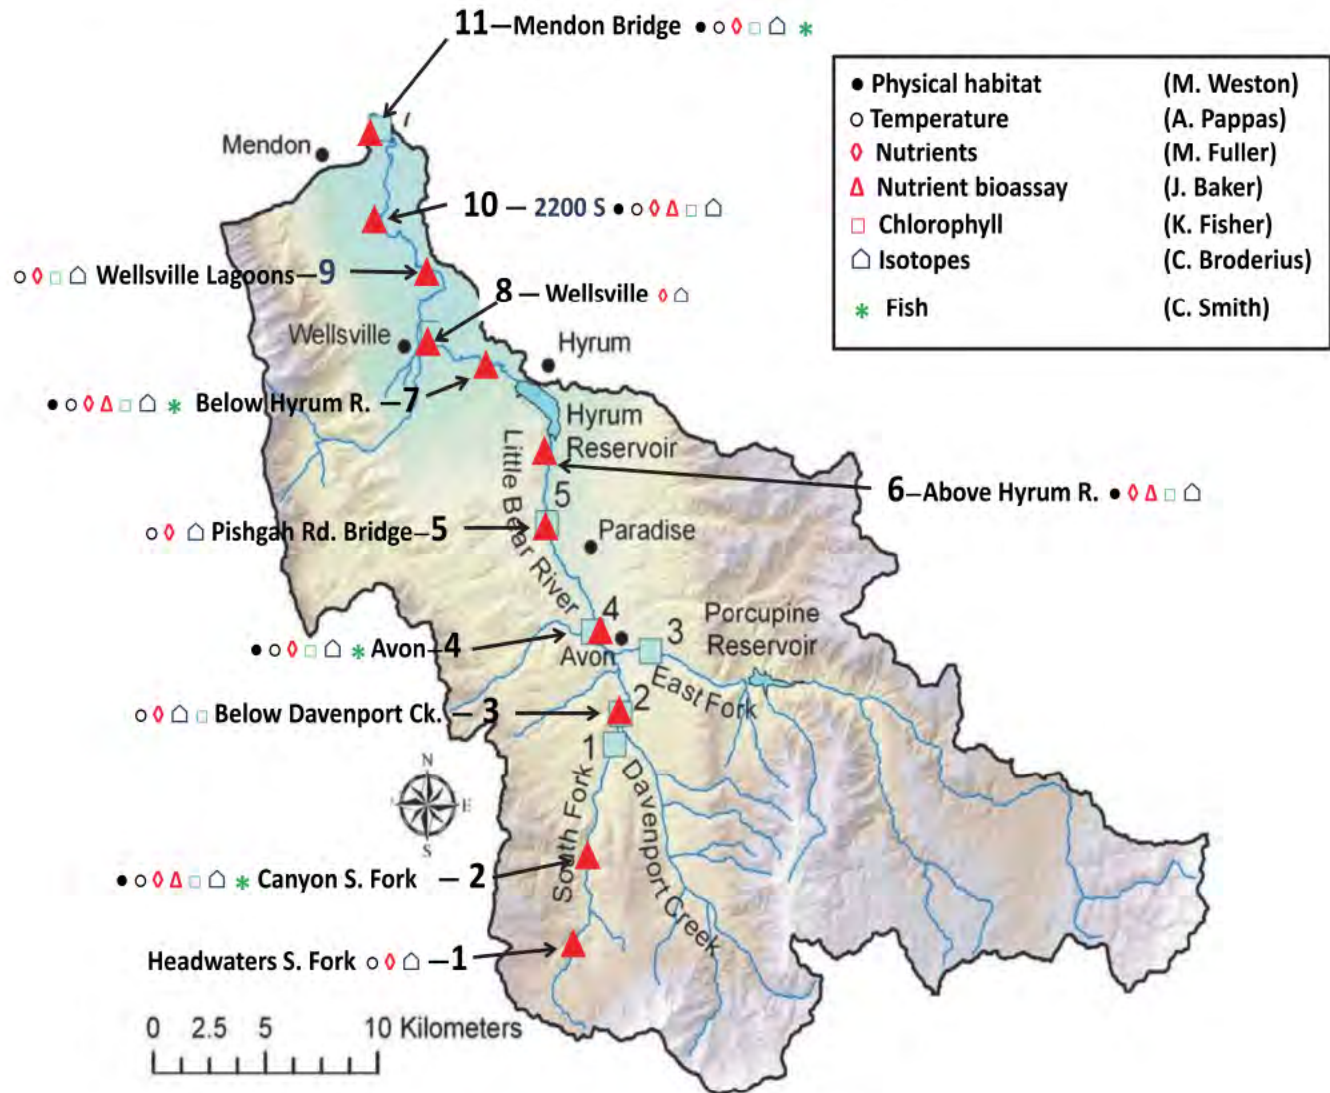 11—Mendon Bridge
Physical habitat (M. Weston)
Temperature (A. Pappas)
Nutrients (M. Fuller)
Nutrient bioassay (J. Baker)
Chlorophyll (K. Fisher)
Isotopes (C. Broderius)
Fish (C. Smith)
Mendon
10 — 2200 S
Wellsville Lagoons—9
8 — Wellsville
Wellsville
Hyrum
Below Hyrum R. —7
Hyrum
Reservoir
Little Bear River
6—Above Hyrum R.
5
Pishgah Rd. Bridge—5
Paradise
4
Avon—4
Avon
3
Porcupine
Reservoir
East Fork
Below Davenport Ck. — 3
2
1
N
E
S
South Fork
Davenport Creek
Canyon S. Fork — 2
Headwaters S. Fork —1
0 2.5 5 10 Kilometers